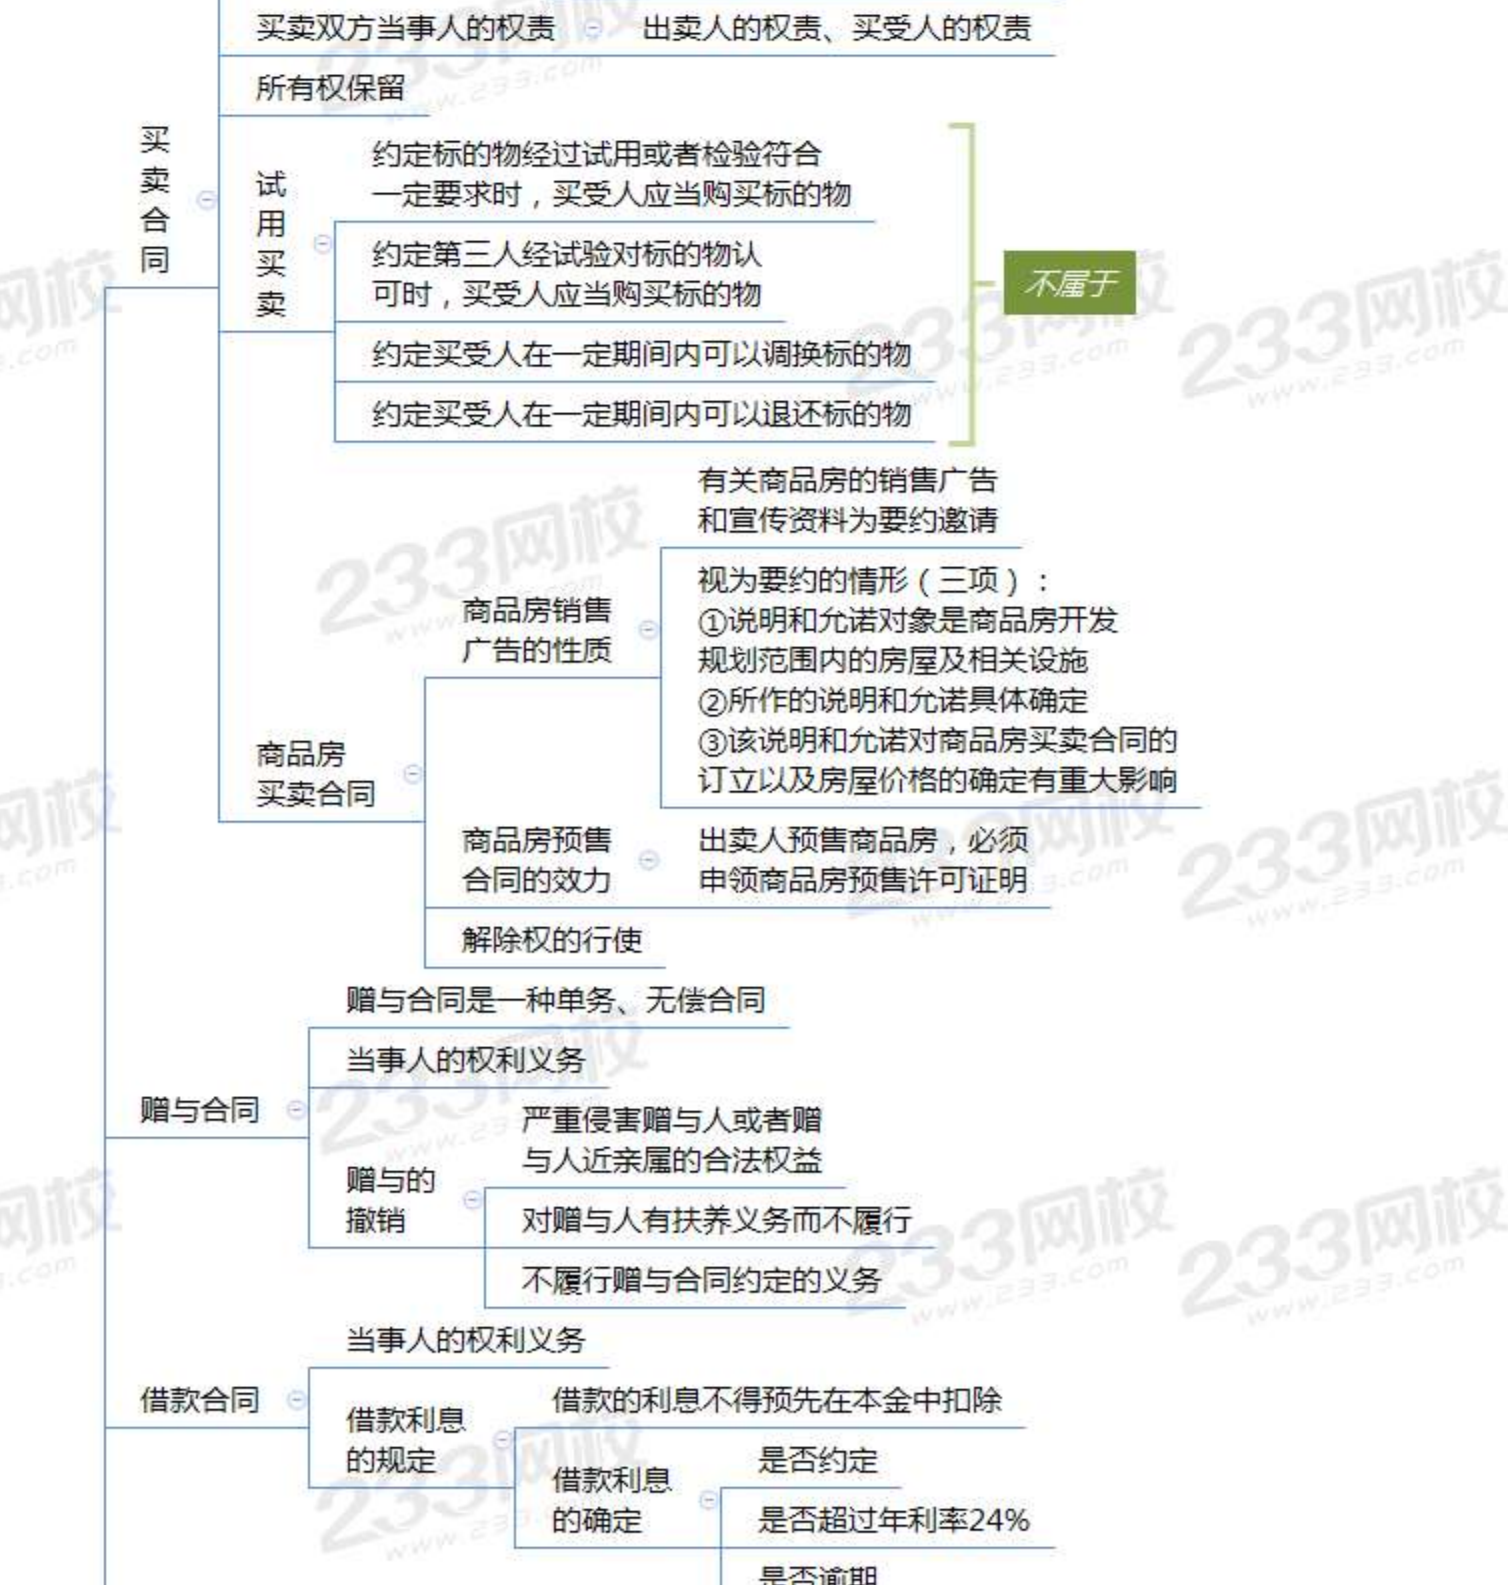 买卖双方当事人的权责
出卖人的权责、买受人的权责
所有权保留
买卖合同
试用买卖
约定标的物经过试用或者检验符合
一定要求时，买受人应当购买标的物
约定第三人经试验对标的物认
可时，买受人应当购买标的物
约定买受人在一定期间内可以调换标的物
约定买受人在一定期间内可以退还标的物
不属于
商品房
买卖合同
商品房销售
广告的性质
有关商品房的销售广告
和宣传资料为要约邀请
视为要约的情形（三项）：
①说明和允诺对象是商品房开发
规划范围内的房屋及相关设施
②所作的说明和允诺具体确定
③该说明和允诺对商品房买卖合同的
订立以及房屋价格的确定有重大影响
商品房预售
合同的效力
出卖人预售商品房，必须
申领商品房预售许可证明
解除权的行使
赠与合同
赠与合同是一种单务、无偿合同
当事人的权利义务
赠与的
撤销
严重侵害赠与人或者赠
与人近亲属的合法权益
对赠与人有扶养义务而不履行
不履行赠与合同约定的义务
借款合同
当事人的权利义务
借款利息
的规定
借款的利息不得预先在本金中扣除
借款利息
的确定
是否约定
是否超过年利率24%
是否逾期
233网校
www.233.com